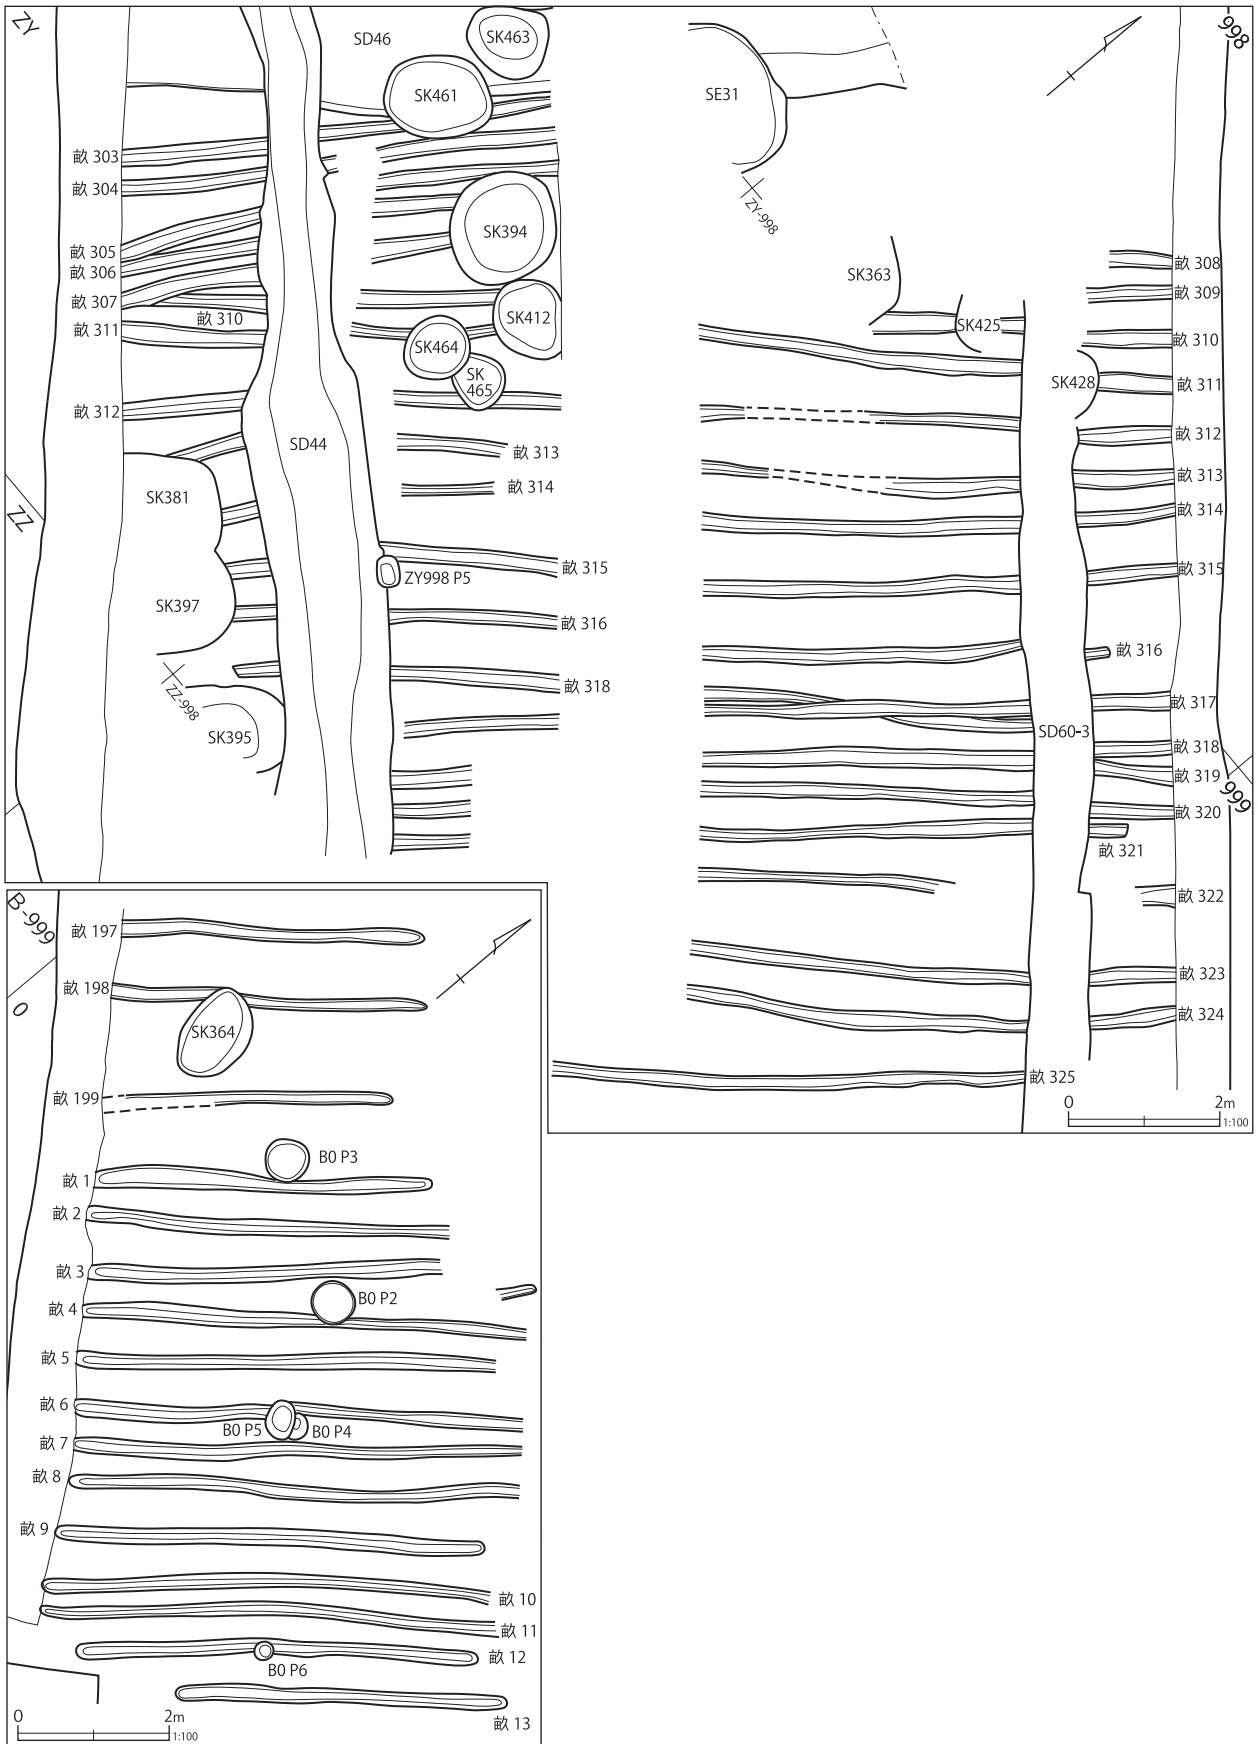 ZY
SD46
SK463
SK461
SE31
998
畝 303
畝 304
ZY-998
SK394
畝 305
畝 306
畝 307
畝 310
畝 311
SK412
SK464
SK
465
SK363
SK425
SK428
畝 308
畝 309
畝 310
畝 311
畝 312
SD44
畝 313
畝 314
畝 312
畝 313
畝 314
SK381
ZZ
ZY998 P5
畝 315
畝 315
SK397
畝 316
畝 316
ZZ-998
畝 318
SK395
畝 317
SD60-3
畝 318
畝 319
999
畝 320
畝 321
畝 322
畝 323
畝 324
畝 325
0 2m
1:100
B-999
0
畝 197
畝 198
SK364
畝 199
B0 P3
畝 1
畝 2
畝 3
B0 P2
畝 4
畝 5
畝 6
B0 P5
B0 P4
畝 7
畝 8
畝 9
畝 10
畝 11
畝 12
B0 P6
畝 13
0 2m
1:100